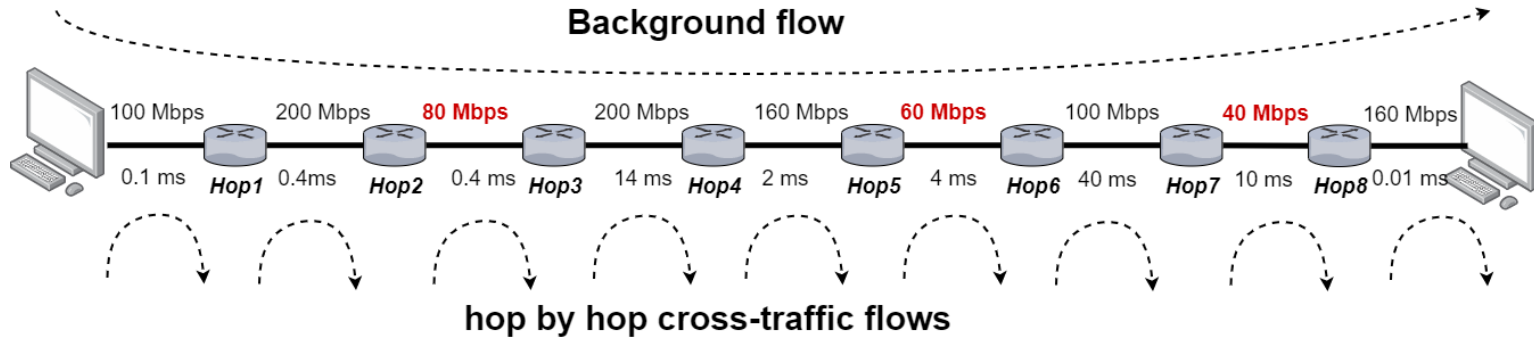 Background flow
100 Mbps 200 Mbps 80 Mbps 200 Mbps 160 Mbps 60 Mbps 100 Mbps 40 Mbps 160 Mbps
0.1 ms 0.4ms 0.4 ms 14 ms 2 ms 4 ms 40 ms 10 ms 0.01 ms
Hop1 Hop2 Hop3 Hop4 Hop5 Hop6 Hop7 Hop8
hop by hop cross-traffic flows